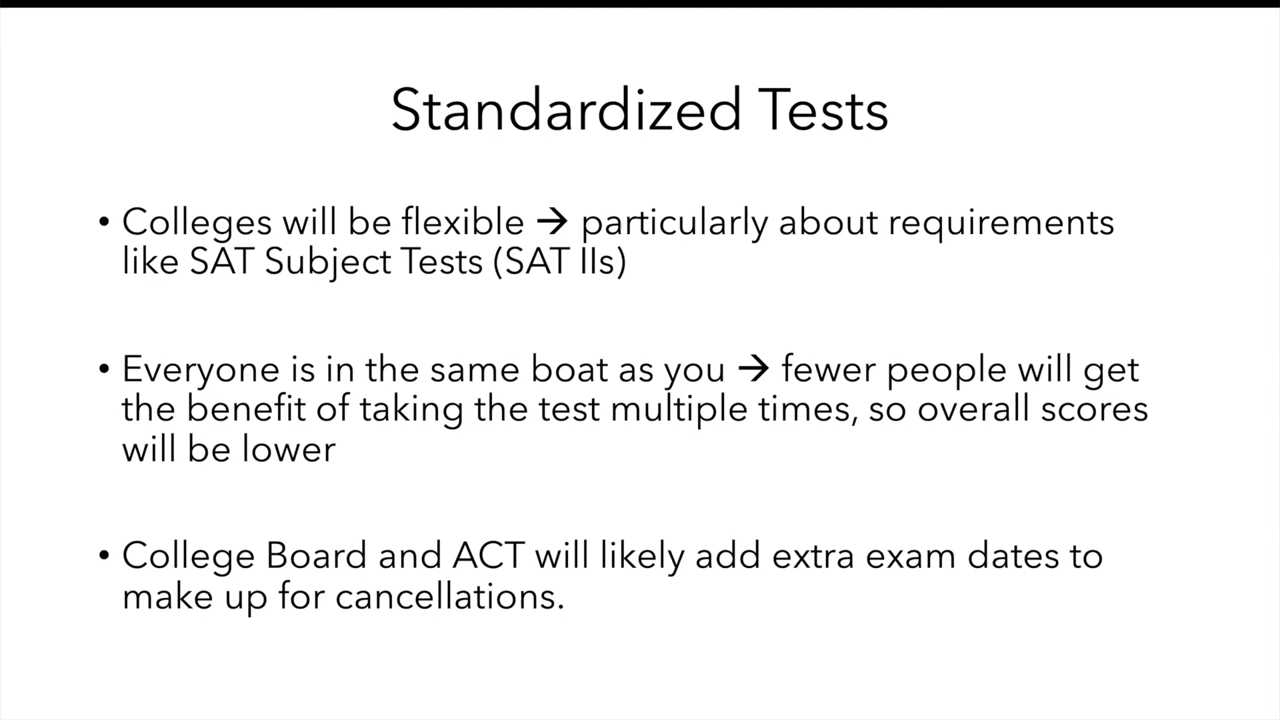 Standardized Tests
• Colleges will be flexible → particularly about requirements
like SAT Subject Tests (SAT IIs)
• Everyone is in the same boat as you → fewer people will get
the benefit of taking the test multiple times, so overall scores
will be lower
• College Board and ACT will likely add extra exam dates to
make up for cancellations.